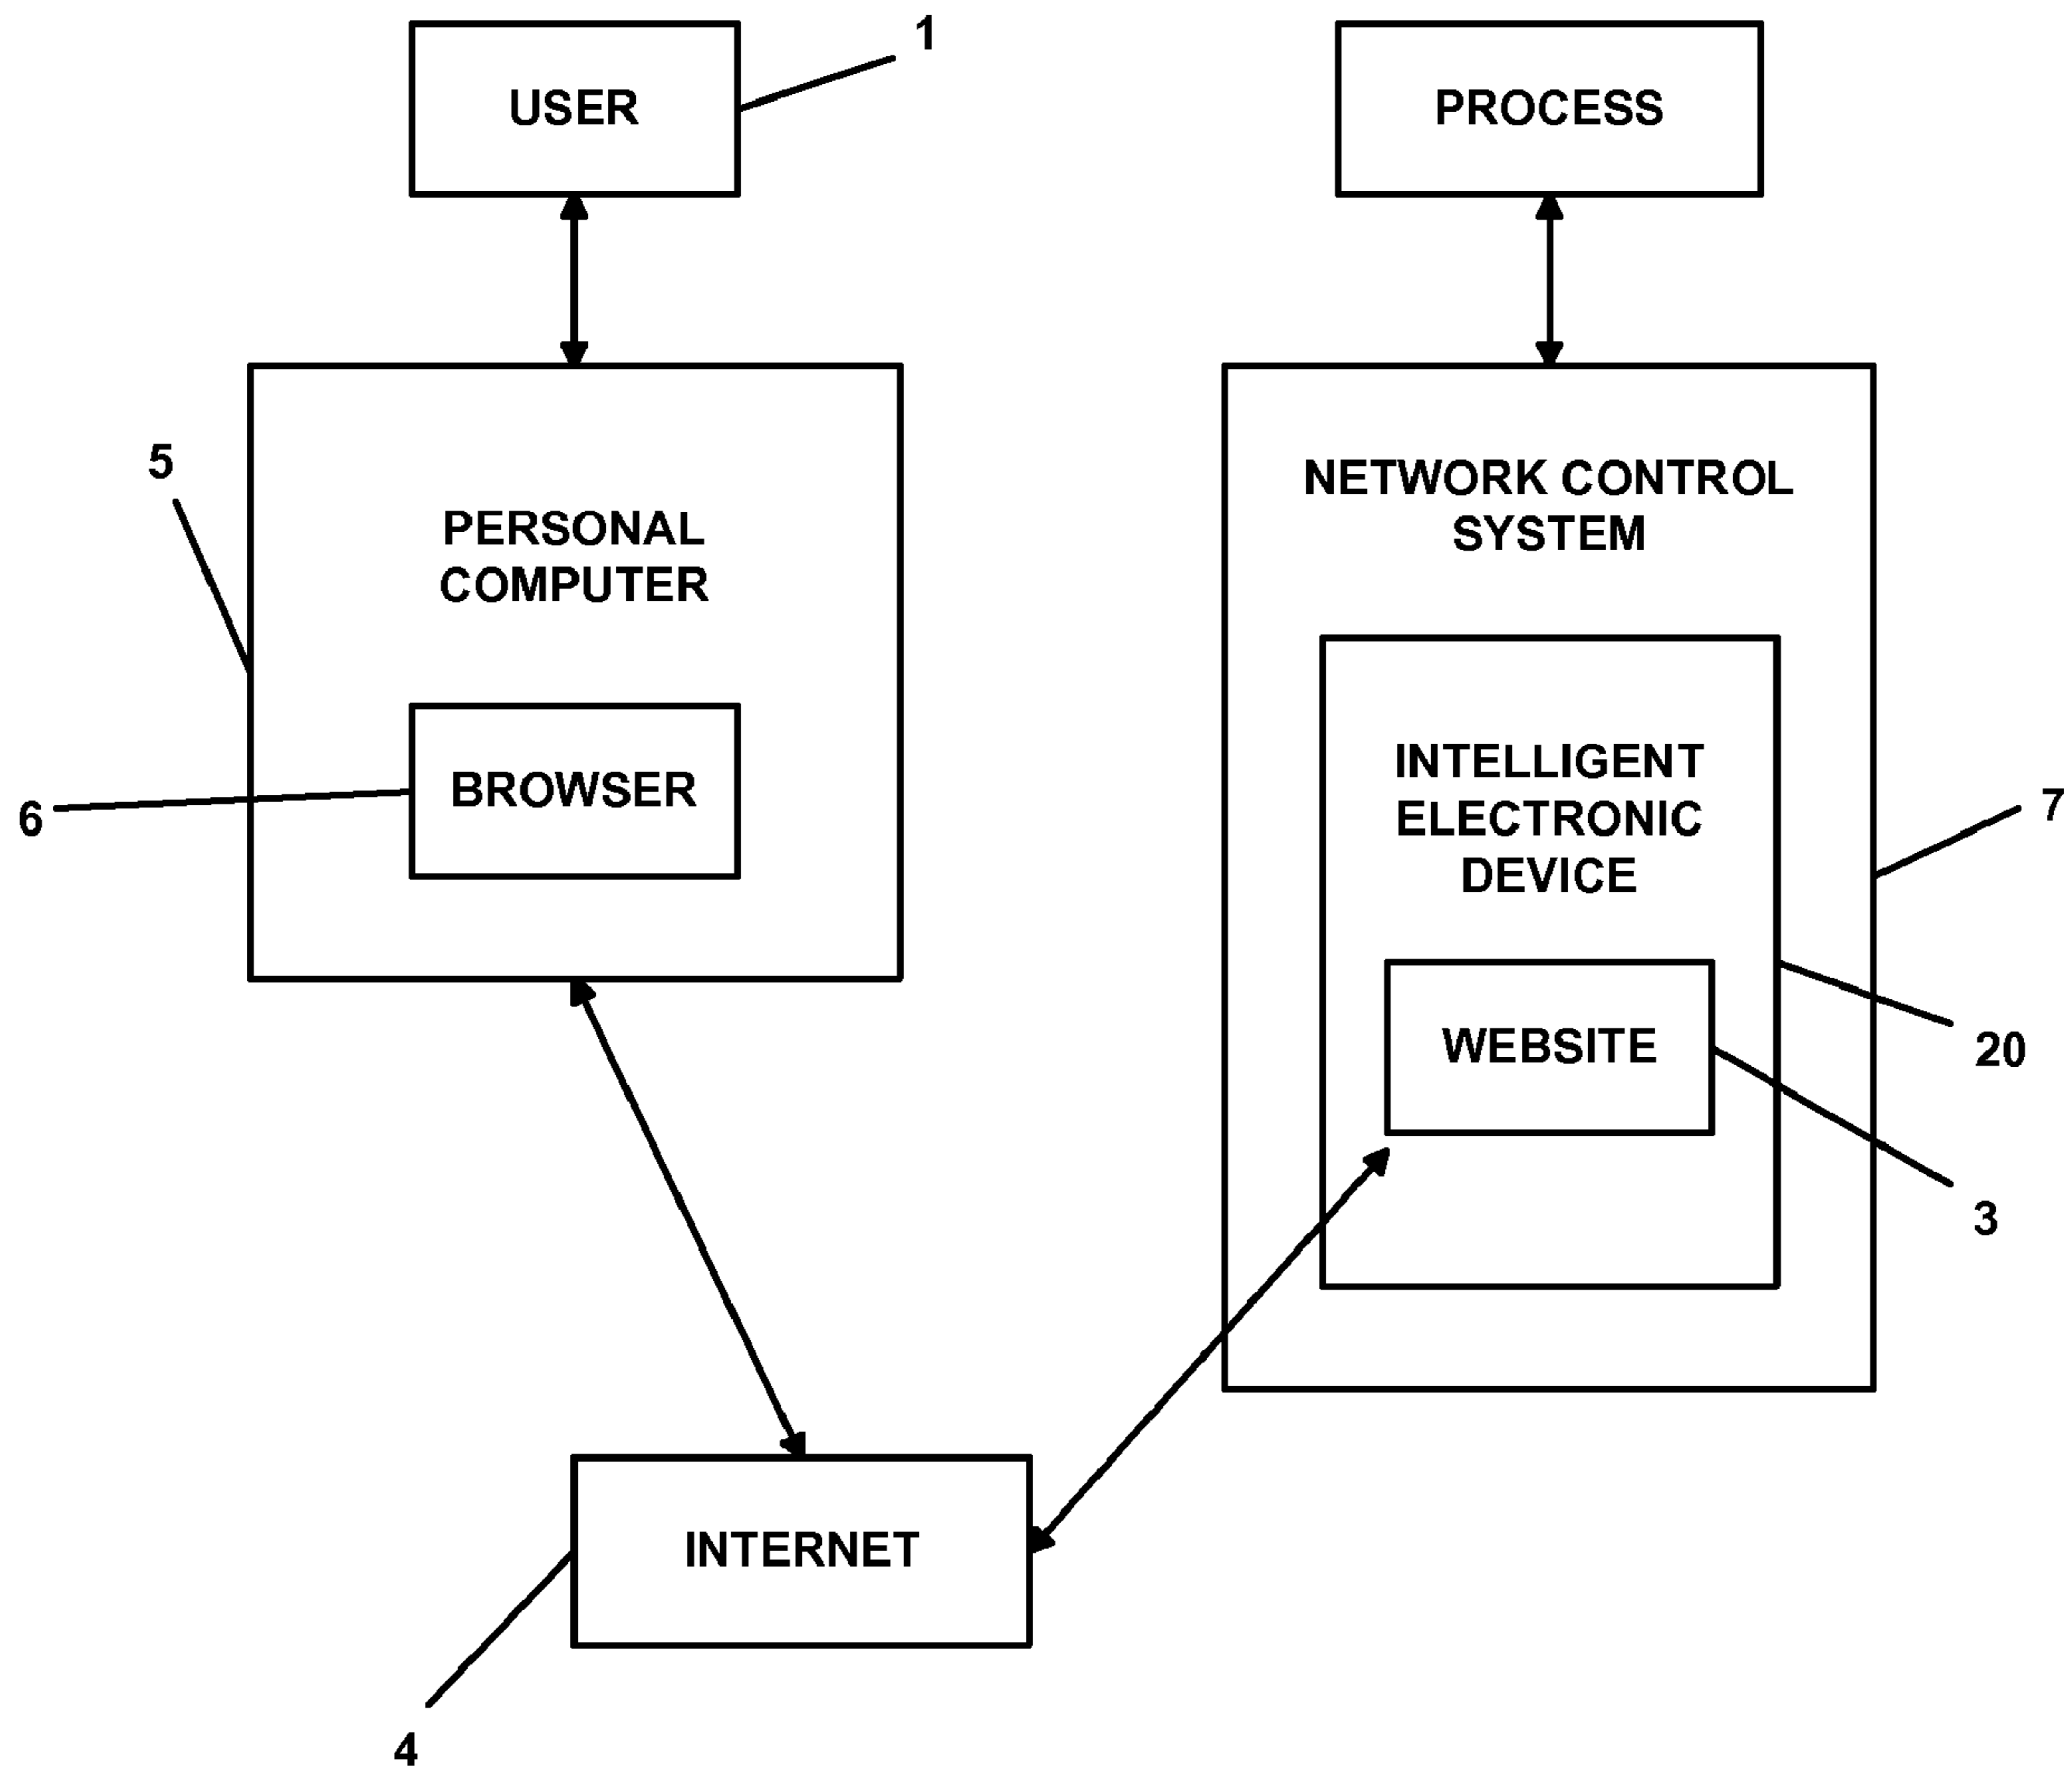 1
USER
PROCESS
5
PERSONAL
COMPUTER
BROWSER
6
NETWORK CONTROL
SYSTEM
INTELLIGENT
ELECTRONIC
DEVICE
WEBSITE
7
20
3
INTERNET
4